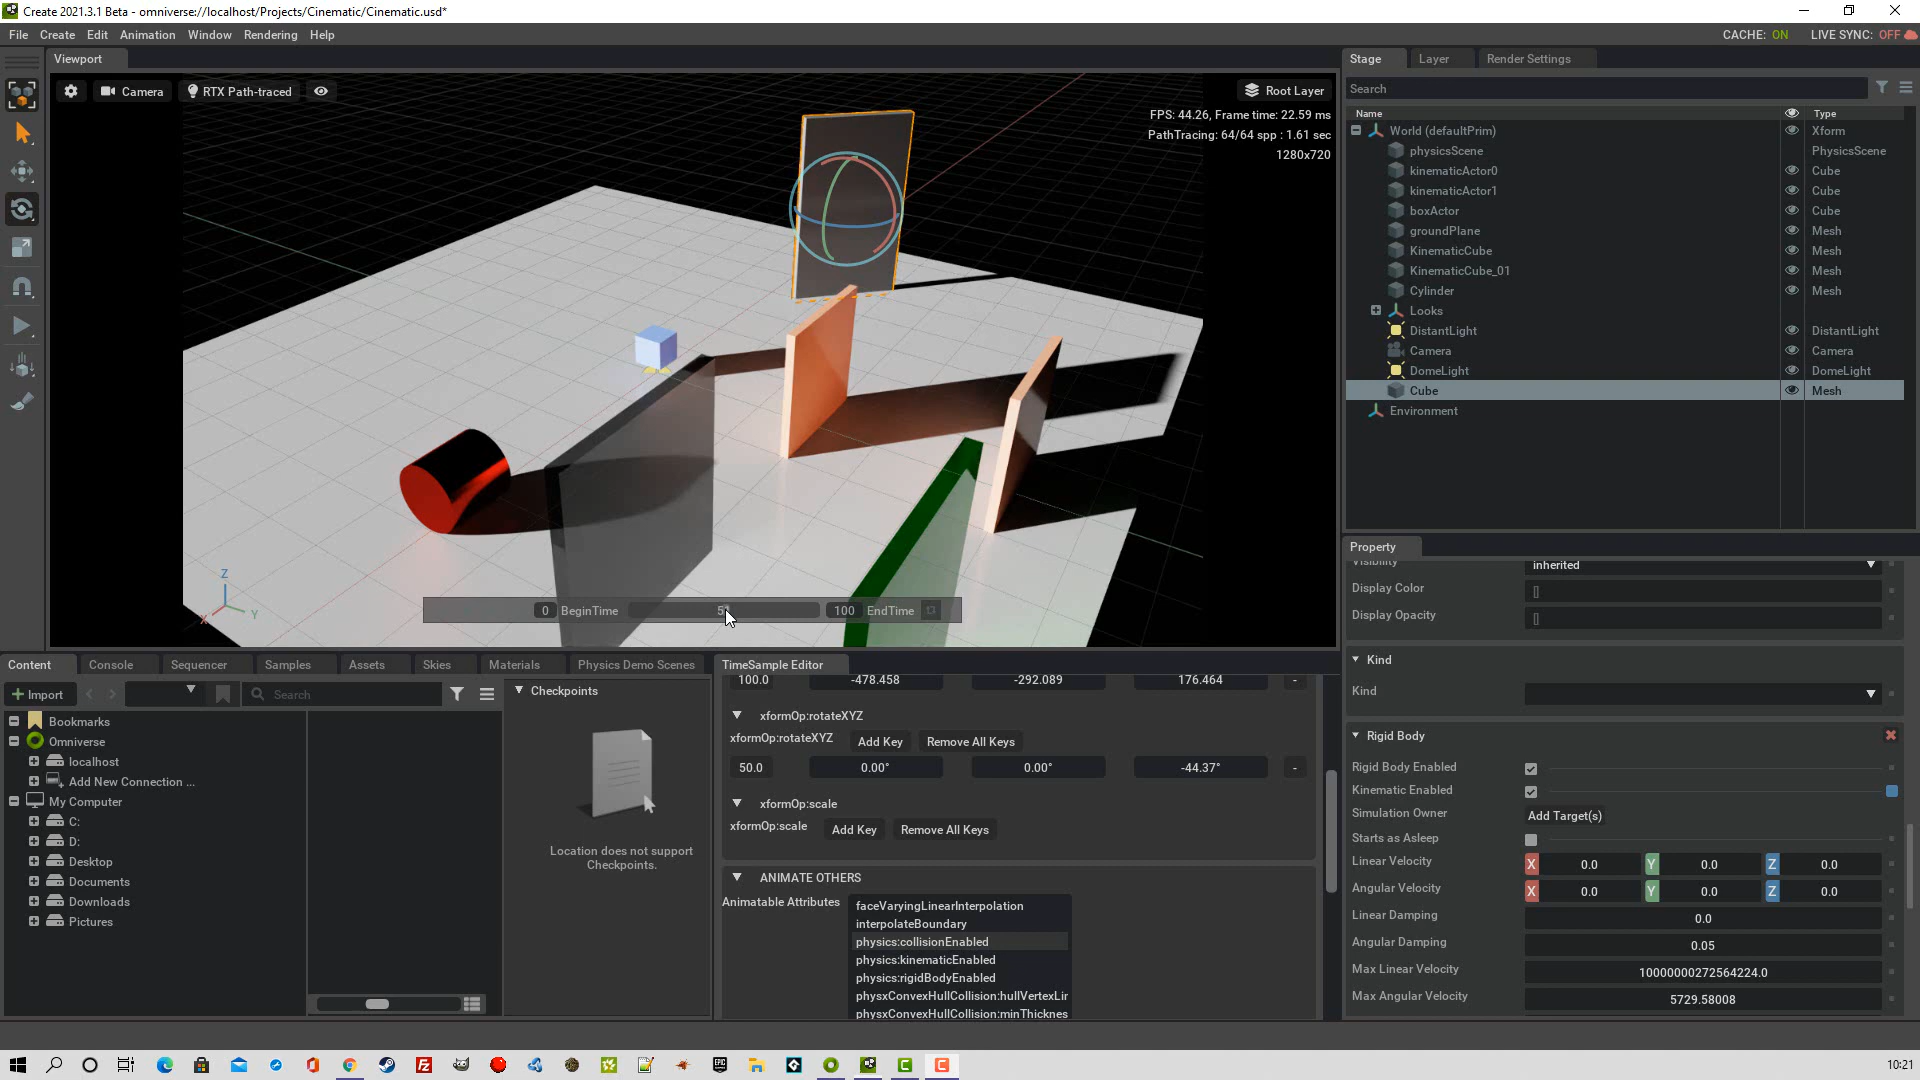 Create 2021.3.1 Beta - omniverse://localhost/Projects/Cinematic/Cinematic.usd*
File Create Edit Animation Window Rendering Help
CACHE: ON LIVE SYNC: OFF
Viewport
Camera RTX Path-traced
Root Layer
FPS: 44.26, Frame time: 22.59 ms
PathTracing: 64/64 spp : 1.61 sec
1280x720
Z
X Y
0 BeginTime 100 EndTime
Stage Layer Render Settings
Search
Name Type
World (defaultPrim) Xform
physicsScene PhysicsScene
kinematicActor0 Cube
kinematicActor1 Cube
boxActor Cube
groundPlane Mesh
KinematicCube Mesh
KinematicCube_01 Mesh
Cylinder Mesh
Looks
DistantLight DistantLight
Camera Camera
DomeLight DomeLight
Cube Mesh
Environment
Property
Visibility inherited
Display Color []
Display Opacity []
Kind
Kind
Rigid Body
Rigid Body Enabled
Kinematic Enabled
Simulation Owner Add Target(s)
Starts as Asleep
Linear Velocity X 0.0 Y 0.0 Z 0.0
Angular Velocity X 0.0 Y 0.0 Z 0.0
Linear Damping 0.0
Angular Damping 0.05
Max Linear Velocity 100000000272564224.0
Max Angular Velocity 5729.58008
Content Console Sequencer Samples Assets Skies Materials Physics Demo Scenes
Import Search
Bookmarks
Omniverse
localhost
Add New Connection ...
My Computer
C:
D:
Desktop
Documents
Downloads
Pictures
Checkpoints
Location does not support
Checkpoints.
TimeSample Editor
100.0 -478.458 -292.089 176.464 -
xformOp:rotateXYZ
xformOp:rotateXYZ Add Key Remove All Keys
50.0 0.00° 0.00° -44.37° -
xformOp:scale
xformOp:scale Add Key Remove All Keys
ANIMATE OTHERS
Animatable Attributes faceVaryingLinearInterpolation
interpolateBoundary
physics:collisionEnabled
physics:kinematicEnabled
physics:rigidBodyEnabled
physxConvexHullCollision:hullVertexLir
physxConvexHullCollision:minThicknes
10:21